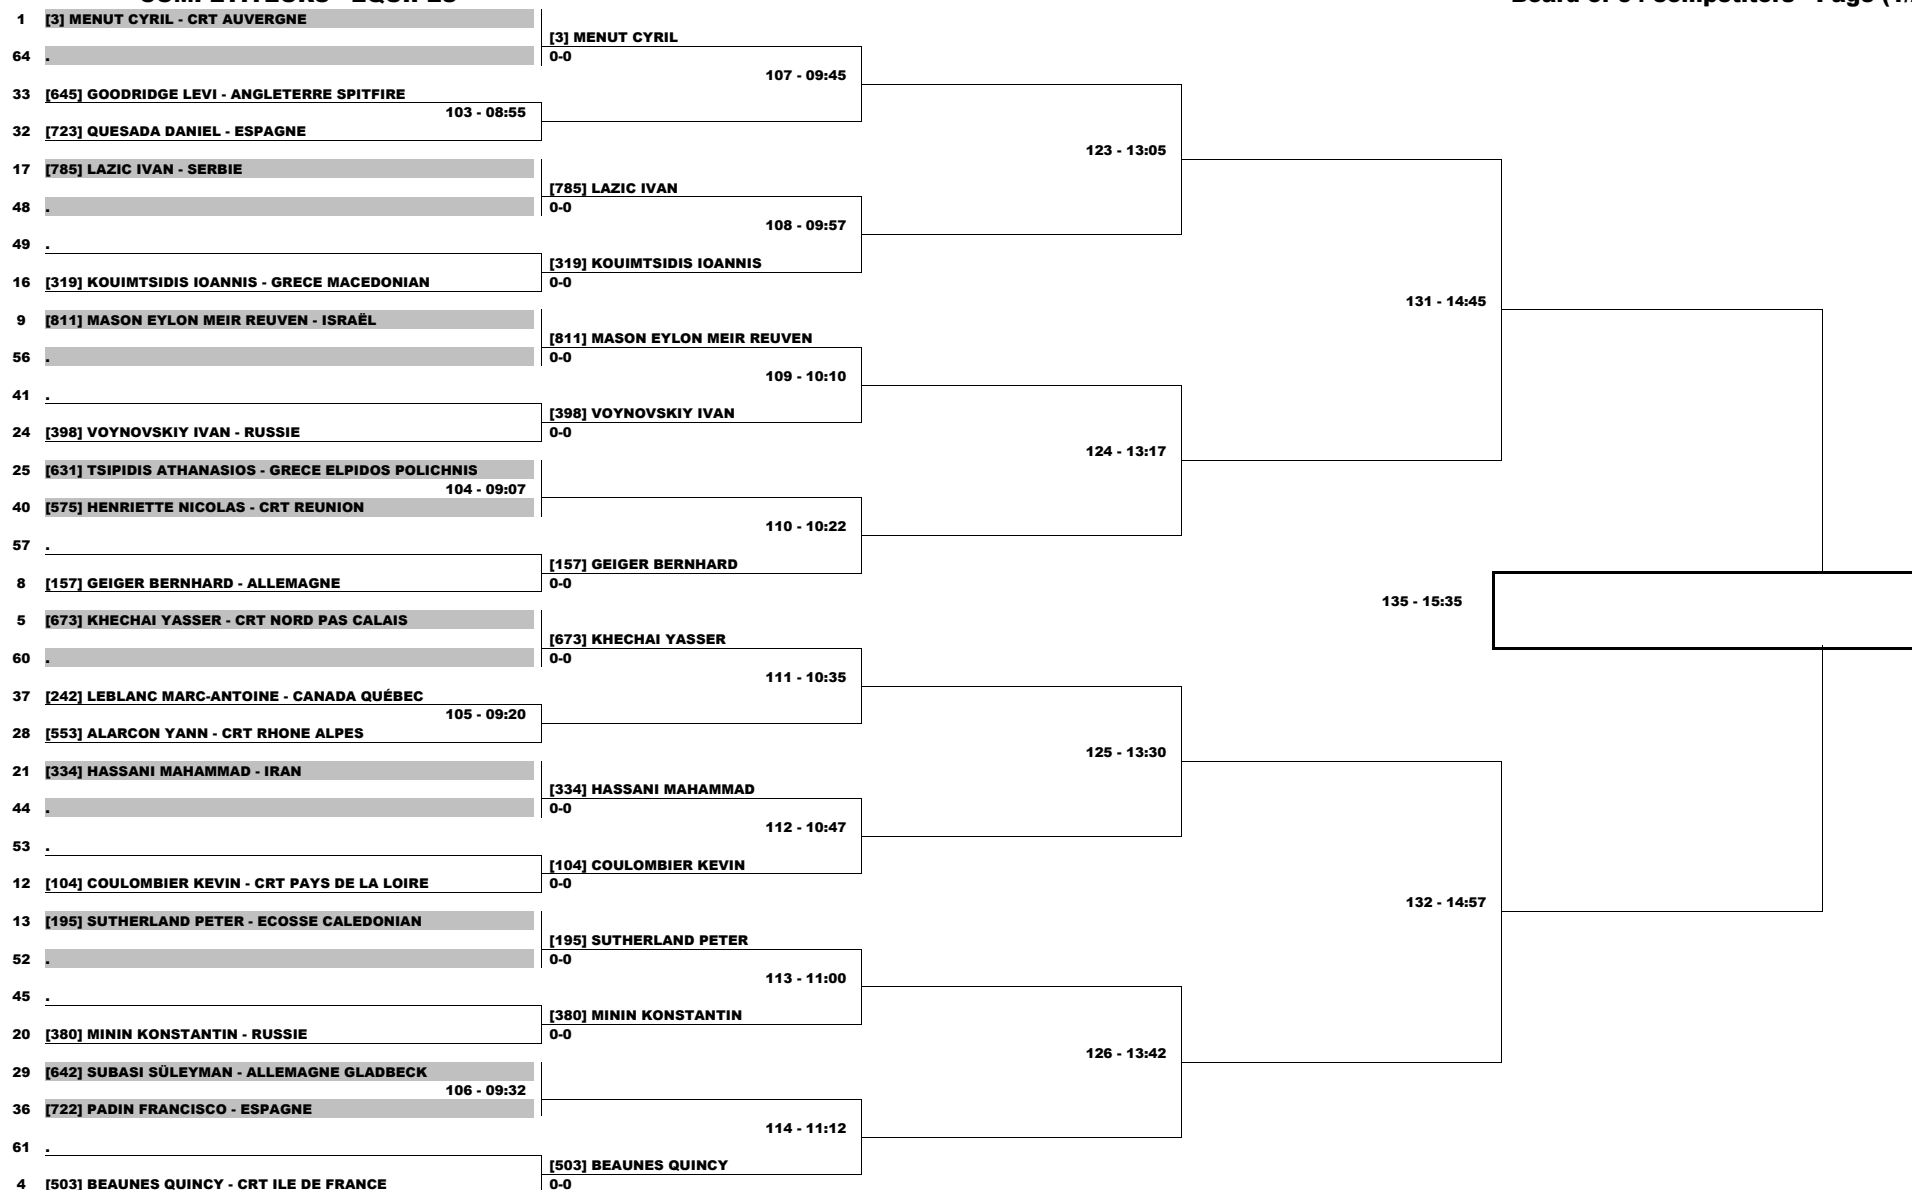 1 [3] MENUT CYRIL - CRT AUVERGNE
[3] MENUT CYRIL
64 . 0-0
107 - 09:45
33 [645] GOODRIDGE LEVI - ANGLETERRE SPITFIRE
103 - 08:55
32 [723] QUESADA DANIEL - ESPAGNE
123 - 13:05
17 [785] LAZIC IVAN - SERBIE
[785] LAZIC IVAN
48 . 0-0
108 - 09:57
49 .
[319] KOUIMTSIDIS IOANNIS
16 [319] KOUIMTSIDIS IOANNIS - GRECE MACEDONIAN 0-0
131 - 14:45
9 [811] MASON EYLON MEIR REUVEN - ISRAËL
[811] MASON EYLON MEIR REUVEN
56 . 0-0
109 - 10:10
41 .
[398] VOYNOVSKIY IVAN
24 [398] VOYNOVSKIY IVAN - RUSSIE 0-0
124 - 13:17
25 [631] TSIPIDIS ATHANASIOS - GRECE ELPIDOS POLICHNIS
104 - 09:07
40 [575] HENRIETTE NICOLAS - CRT REUNION
110 - 10:22
57 .
[157] GEIGER BERNHARD
8 [157] GEIGER BERNHARD - ALLEMAGNE 0-0
135 - 15:35
5 [673] KHECHAI YASSER - CRT NORD PAS CALAIS
[673] KHECHAI YASSER
60 . 0-0
111 - 10:35
37 [242] LEBLANC MARC-ANTOINE - CANADA QUÉBEC
105 - 09:20
28 [553] ALARCON YANN - CRT RHONE ALPES
125 - 13:30
21 [334] HASSANI MAHAMMAD - IRAN
[334] HASSANI MAHAMMAD
44 . 0-0
112 - 10:47
53 .
[104] COULOMBIER KEVIN
12 [104] COULOMBIER KEVIN - CRT PAYS DE LA LOIRE 0-0
132 - 14:57
13 [195] SUTHERLAND PETER - ECOSSE CALEDONIAN
[195] SUTHERLAND PETER
52 . 0-0
113 - 11:00
45 .
[380] MININ KONSTANTIN
20 [380] MININ KONSTANTIN - RUSSIE 0-0
126 - 13:42
29 [642] SUBASI SÜLEYMAN - ALLEMAGNE GLADBECK
106 - 09:32
36 [722] PADIN FRANCISCO - ESPAGNE
114 - 11:12
61 .
[503] BEAUNES QUINCY
4 [503] BEAUNES QUINCY - CRT ILE DE FRANCE 0-0